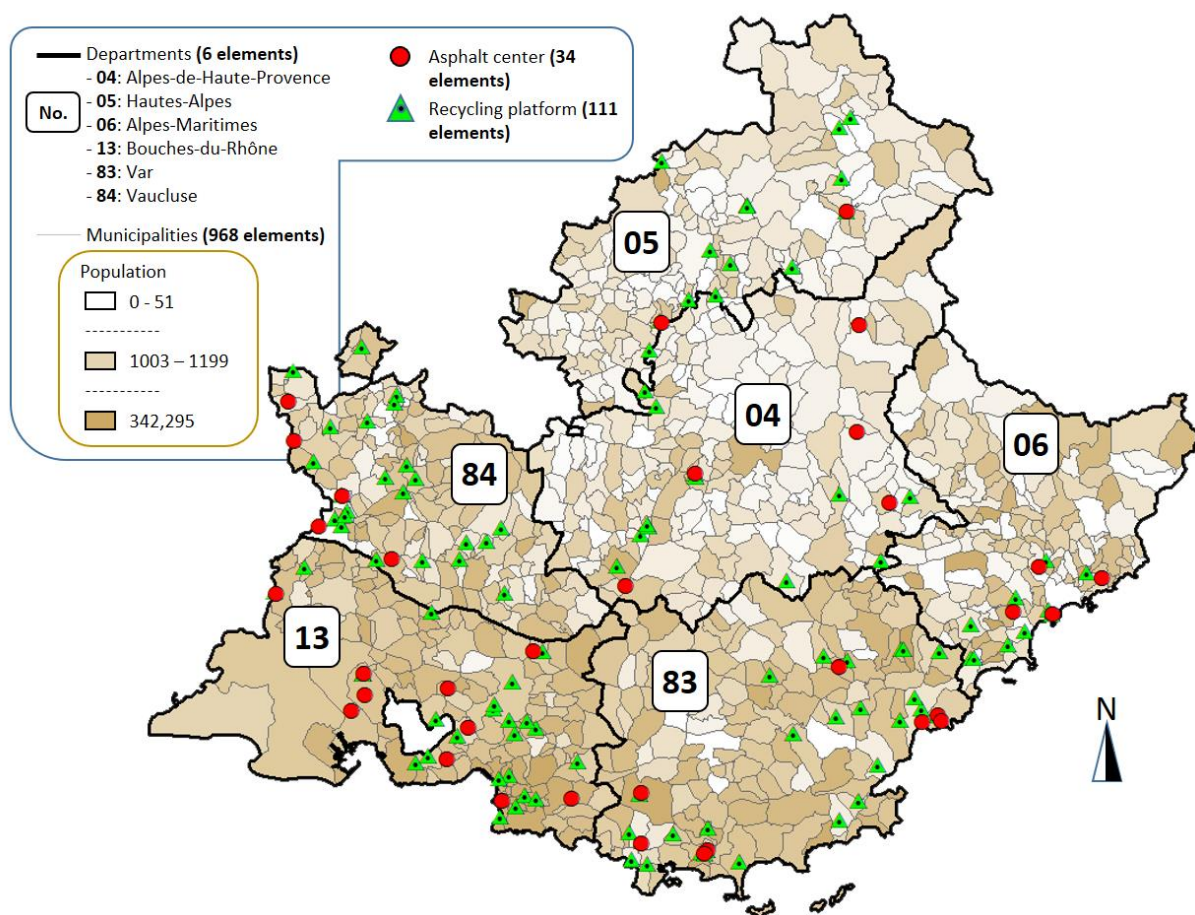 Departments (6 elements)
- 04: Alpes-de-Haute-Provence
- 05: Hautes-Alpes
- 06: Alpes-Maritimes
- 13: Bouches-du-Rhône
- 83: Var
- 84: Vaucluse
No.
Municipalities (968 elements)
Population
0 - 51
-----------
1003 – 1199
-----------
342,295
Asphalt center (34
elements)
Recycling platform (111
elements)
05
04
06
84
13
83
N